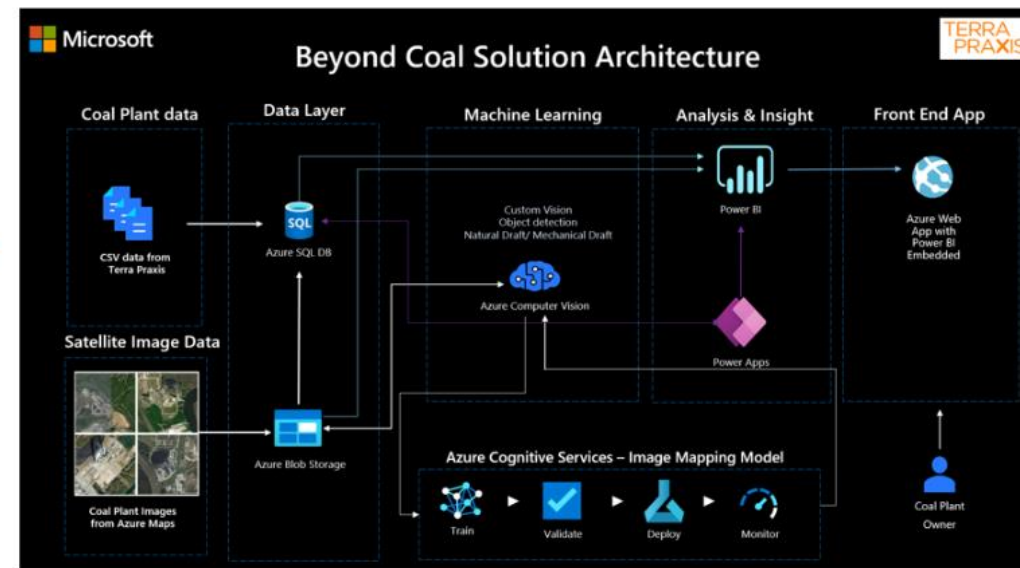 Microsoft
TERRA
PRAXIS
Beyond Coal Solution Architecture
Coal Plant data
Data Layer
Machine Learning
Analysis & Insight
Front End App
CSV data from
Terra Praxis
SQL
Azure SQL DB
Custom Vision
Object detection
Natural Draft/ Mechanical Draft
Azure Computer Vision
Power BI
Azure Web
App with
Power BI
Embedded
Power Apps
Satellite Image Data
Coal Plant Images
from Azure Maps
Azure Blob Storage
Azure Cognitive Services – Image Mapping Model
Train
Validate
Deploy
Monitor
Coal Plant
Owner